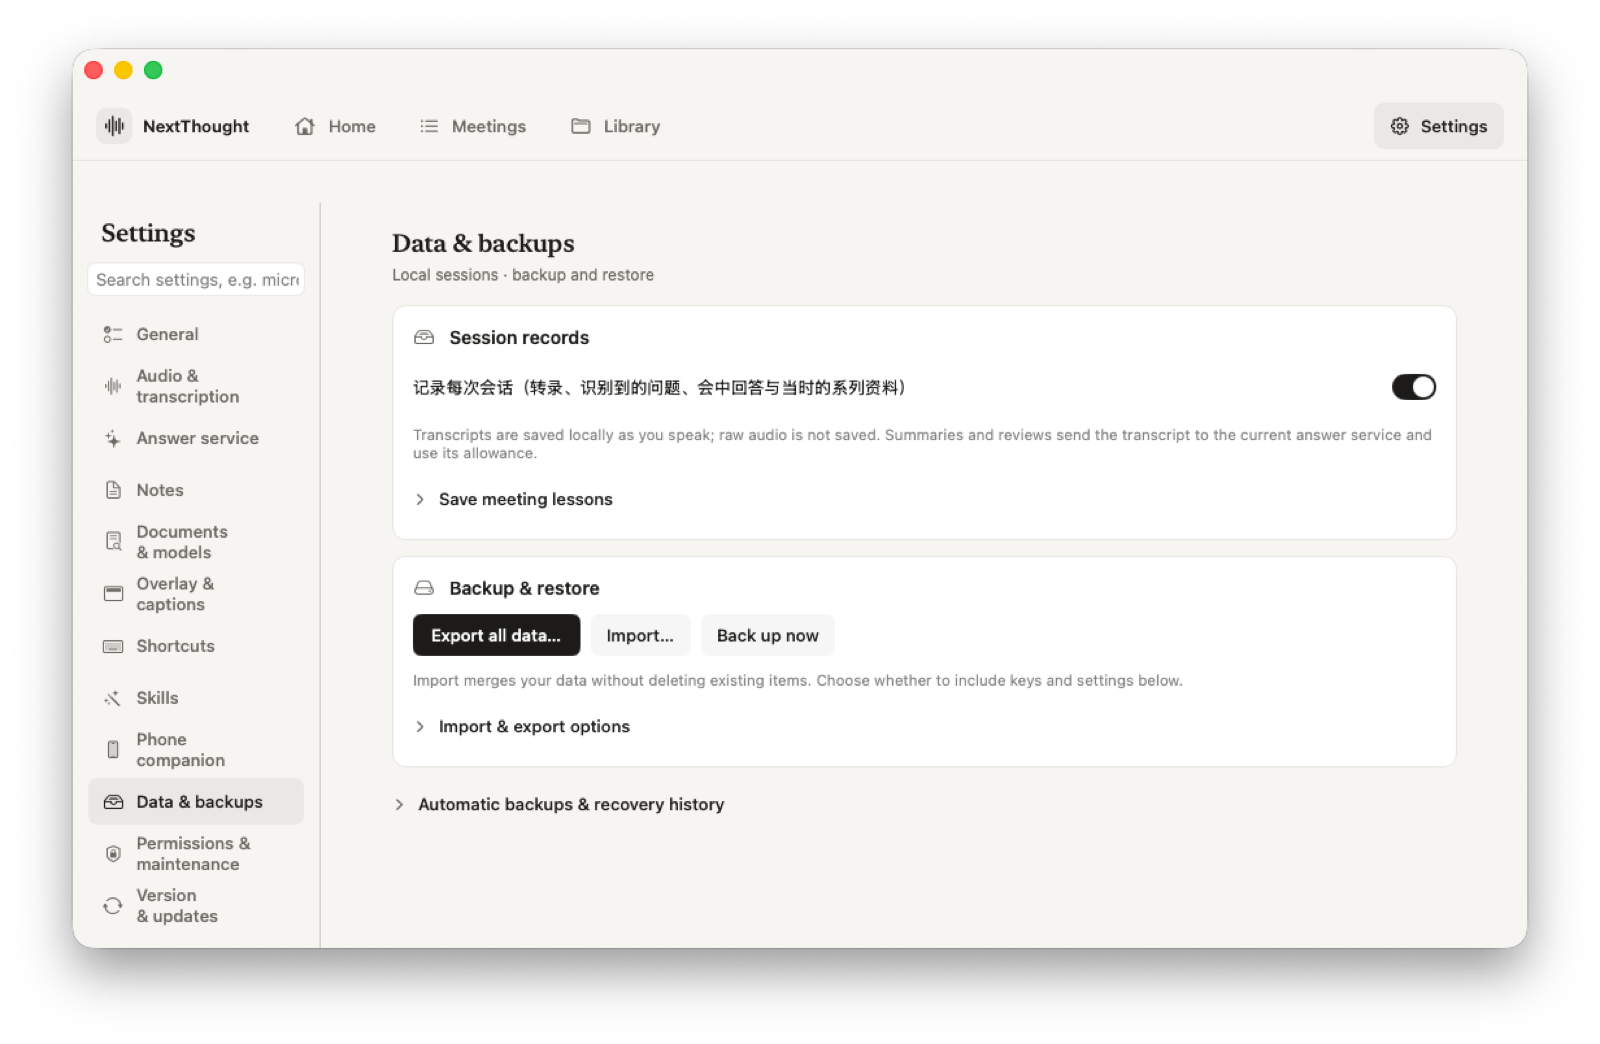 NextThought
Home
Meetings
Library
Settings
Settings
Search settings, e.g. micr
General
Audio &
transcription
Answer service
Notes
Documents
& models
Overlay &
captions
Shortcuts
Skills
Phone
companion
Data & backups
Permissions &
maintenance
Version
& updates
Data & backups
Local sessions · backup and restore
Session records
记录每次会话（转录、识别到的问题、会中回答与当时的系列资料）
Transcripts are saved locally as you speak; raw audio is not saved. Summaries and reviews send the transcript to the current answer service and
use its allowance.
Save meeting lessons
Backup & restore
Export all data...
Import...
Back up now
Import merges your data without deleting existing items. Choose whether to include keys and settings below.
Import & export options
Automatic backups & recovery history